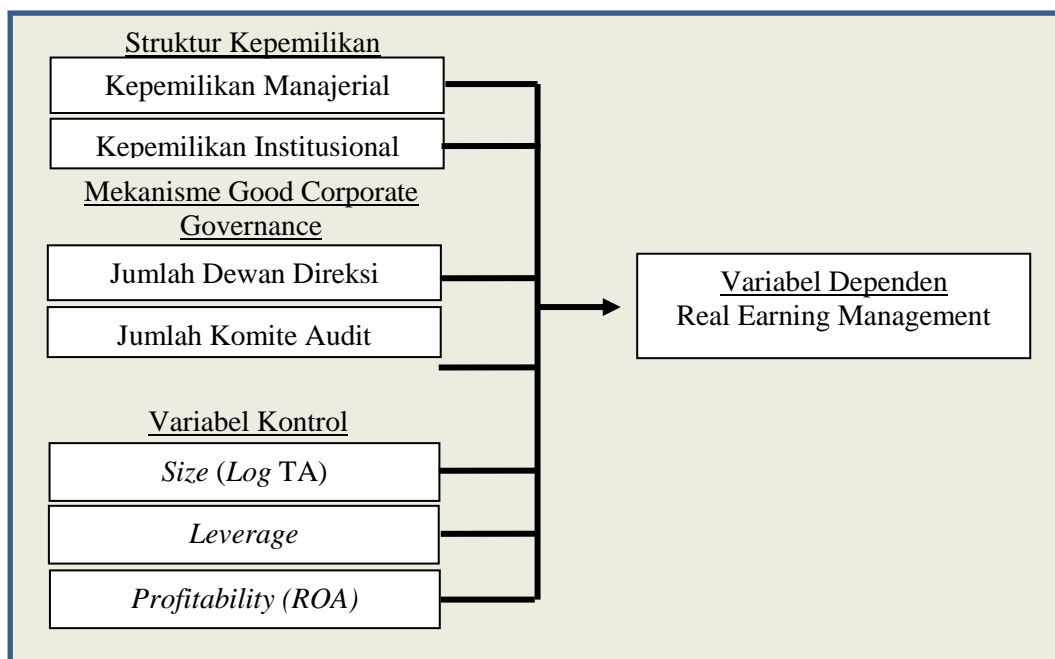 Struktur Kepemilikan
Kepemilikan Manajerial
Kepemilikan Institusional
Mekanisme Good Corporate
Governance
Jumlah Dewan Direksi
Jumlah Komite Audit
Variabel Kontrol
Size (Log TA)
Leverage
Profitability (ROA)
Variabel Dependen
Real Earning Management